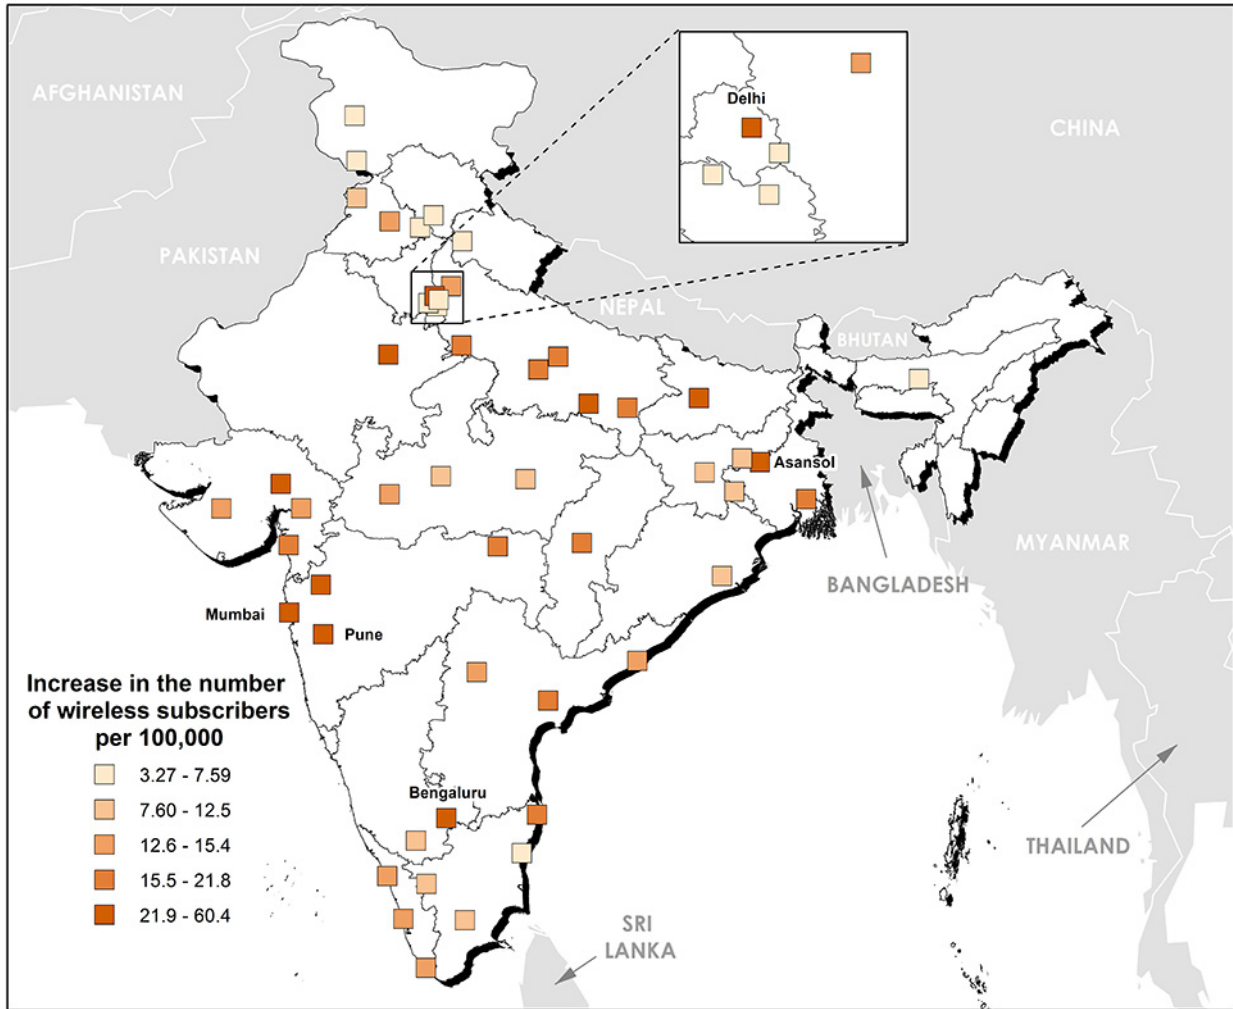 AFGHANISTAN
CHINA
Delhi
PAKISTAN
NEPAL
BHUTAN
Asansol
MYANMAR
BANGLADESH
Mumbai
Pune
Increase in the number
of wireless subscribers
per 100,000
3.27 - 7.59
7.60 - 12.5
12.6 - 15.4
15.5 - 21.8
21.9 - 60.4
Bengaluru
THAILAND
SRI
LANKA